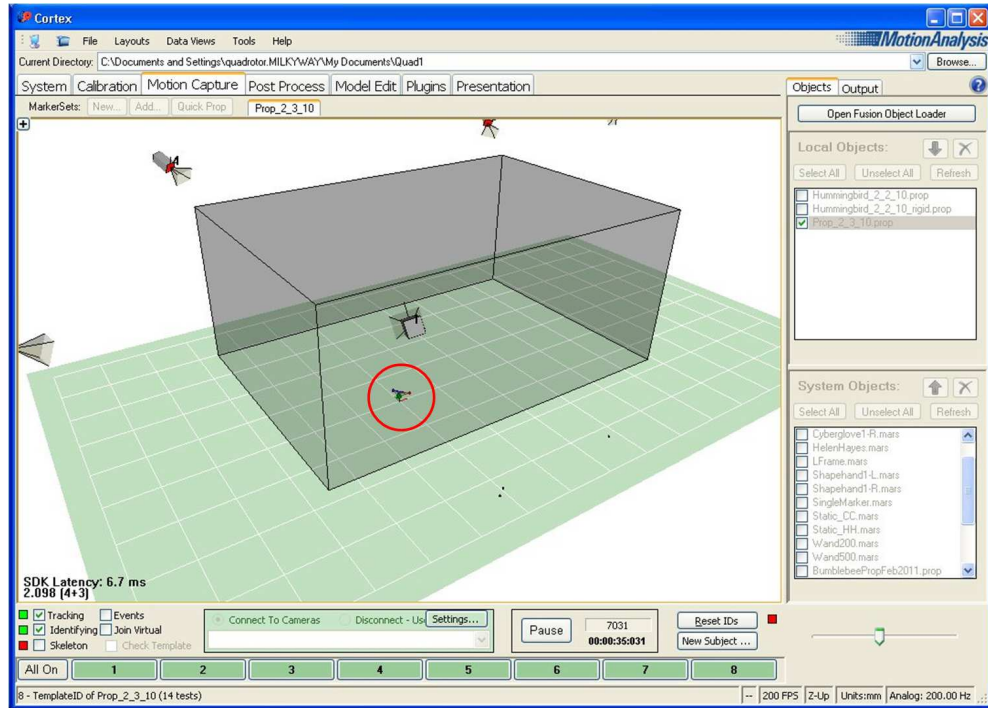 Cortex
File Layouts Data Views Tools Help
MotionAnalysis
Current Directory: C:\Documents and Settings\quadrotor.MILKYWAY\My Documents\Quad1 Browse...
System Calibration Motion Capture Post Process Model Edit Plugins Presentation
Objects Output
MarkerSets: New... Add... Quick Prop Prop_2_3_10
Open Fusion Object Loader
Local Objects:
Select All Unselect All Refresh
Hummingbird_2_2_10.prop
Hummingbird_2_2_10_rigid.prop
Prop_2_3_10.prop
System Objects:
Select All Unselect All Refresh
Cyberglove1-R.mars
HelenHayes.mars
LFrame.mars
Shapehand1-L.mars
Shapehand1-R.mars
SingleMarker.mars
Static_CC.mars
Static_HH.mars
Wand200.mars
Wand500.mars
BumblebeePropFeb2011.prop
SDK Latency: 6.7 ms
2.098 [4+3]
Tracking Events
Identifying Join Virtual
Skeleton Check Template
Connect To Cameras Disconnect - Us Settings...
Pause 7031
00:00:35:031
Reset IDs
New Subject ...
All On 1 2 3 4 5 6 7 8
8 - TemplateID of Prop_2_3_10 (14 tests) -- 200 FPS Z-Up Units:mm Analog: 200.00 Hz